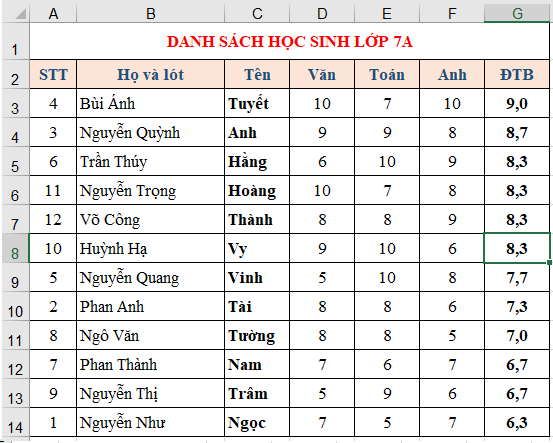 A B C D E F G
1 DANH SÁCH HỌC SINH LỚP 7A
2 STT Họ và lót Tên Văn Toán Anh ĐTB
3 4 Bùi Ánh Tuyết 10 7 10 9,0
4 3 Nguyễn Quỳnh Anh 9 9 8 8,7
5 6 Trần Thúy Hằng 6 10 9 8,3
6 11 Nguyễn Trọng Hoàng 10 7 8 8,3
7 12 Võ Công Thành 8 8 9 8,3
8 10 Huỳnh Hạ Vy 9 10 6 8,3
9 5 Nguyễn Quang Vinh 5 10 8 7,7
10 2 Phan Anh Tài 8 8 6 7,3
11 8 Ngô Văn Tường 8 8 5 7,0
12 7 Phan Thành Nam 7 6 7 6,7
13 9 Nguyễn Thị Trâm 5 9 6 6,7
14 1 Nguyễn Như Ngọc 7 5 7 6,3